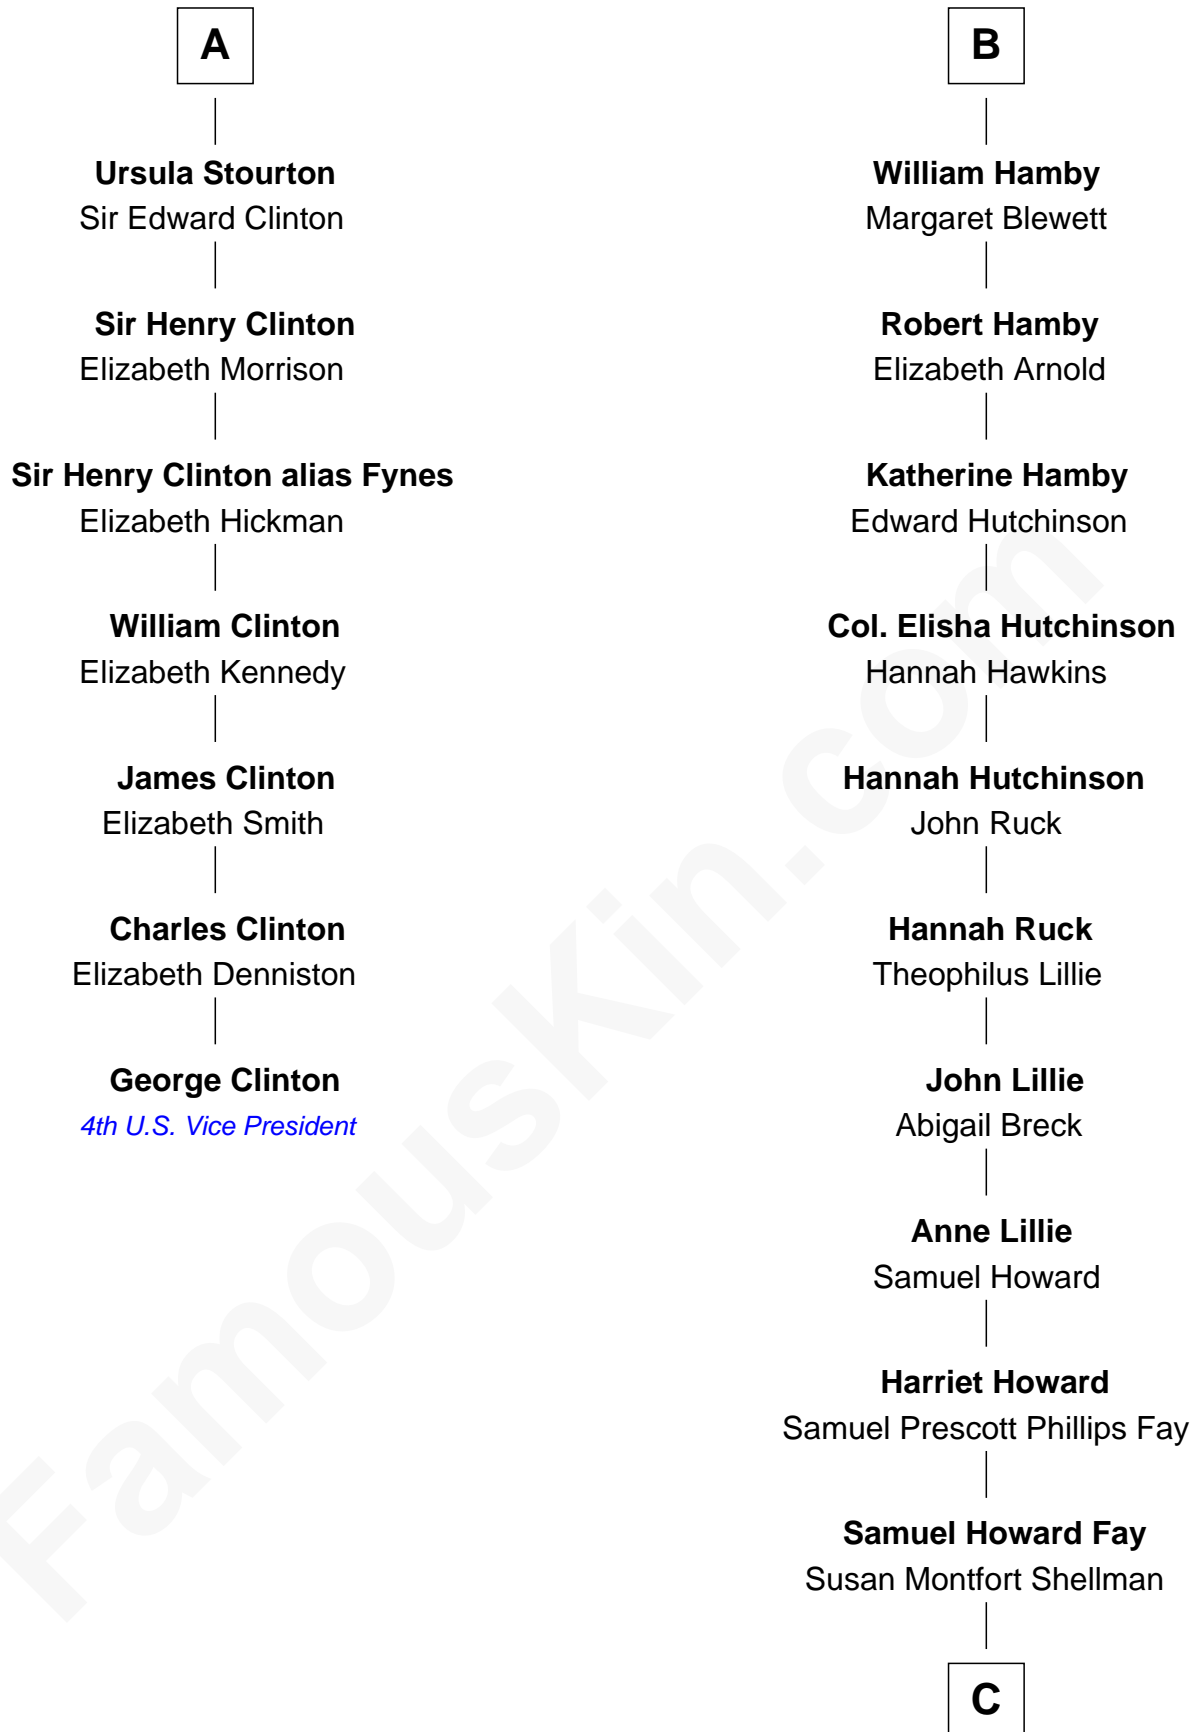 A
Ursula Stourton
Sir Edward Clinton
Sir Henry Clinton
Elizabeth Morrison
Sir Henry Clinton alias Fynes
Elizabeth Hickman
William Clinton
Elizabeth Kennedy
James Clinton
Elizabeth Smith
Charles Clinton
Elizabeth Denniston
George Clinton
4th U.S. Vice President
B
William Hamby
Margaret Blewett
Robert Hamby
Elizabeth Arnold
Katherine Hamby
Edward Hutchinson
Col. Elisha Hutchinson
Hannah Hawkins
Hannah Hutchinson
John Ruck
Hannah Ruck
Theophilus Lillie
John Lillie
Abigail Breck
Anne Lillie
Samuel Howard
Harriet Howard
Samuel Prescott Phillips Fay
Samuel Howard Fay
Susan Montfort Shellman
C
FamousKin.com